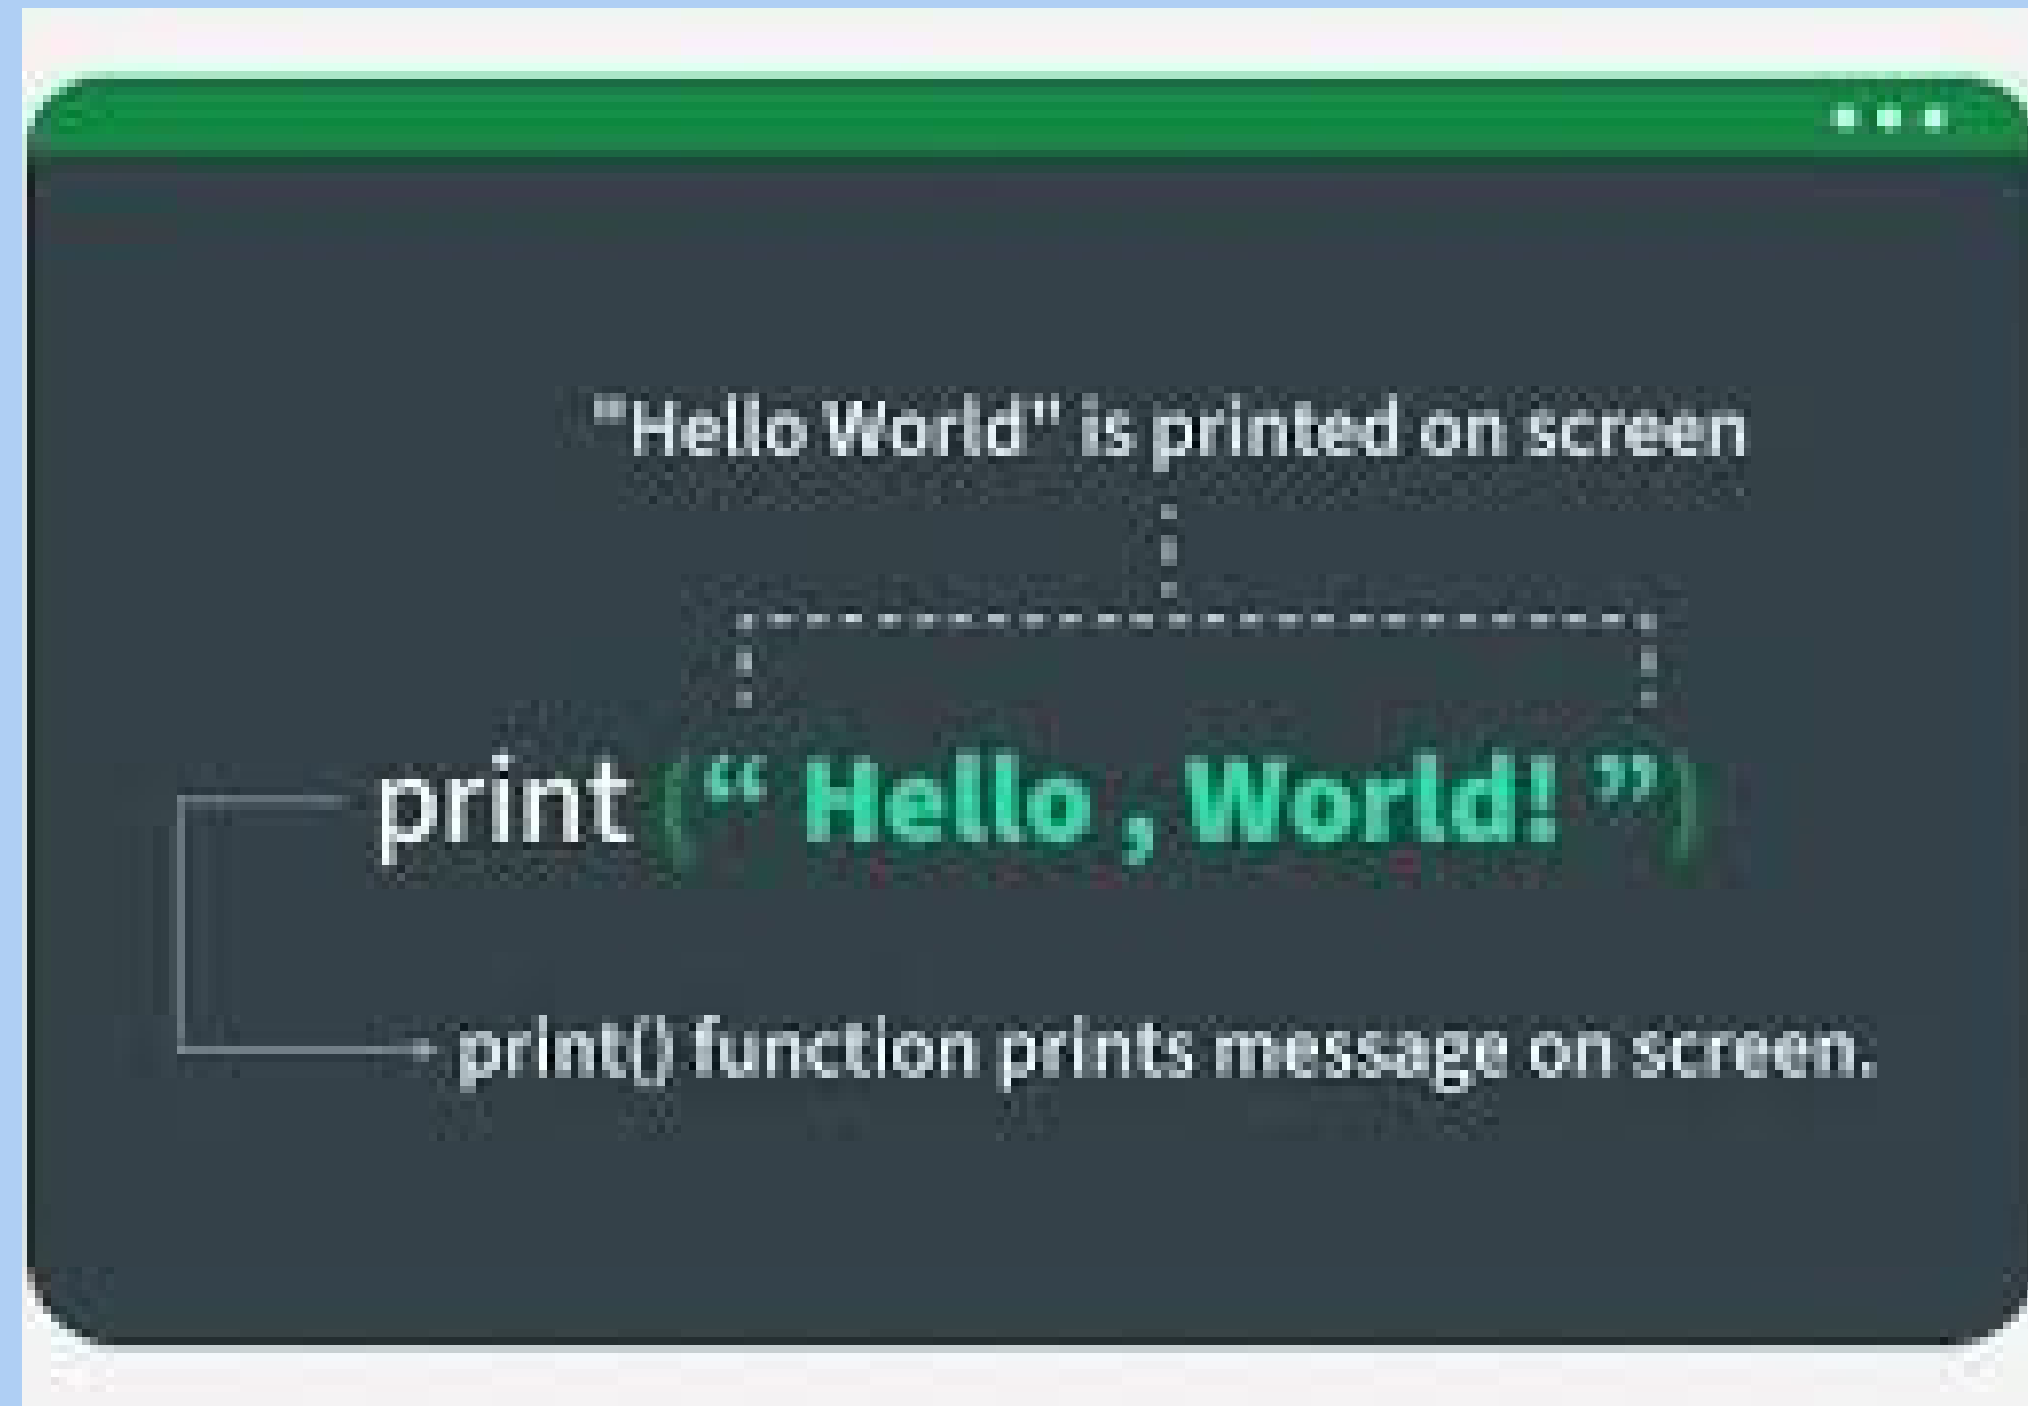 "Hello World" is printed on screen
print (“ Hello , World! ”)
print() function prints message on screen.